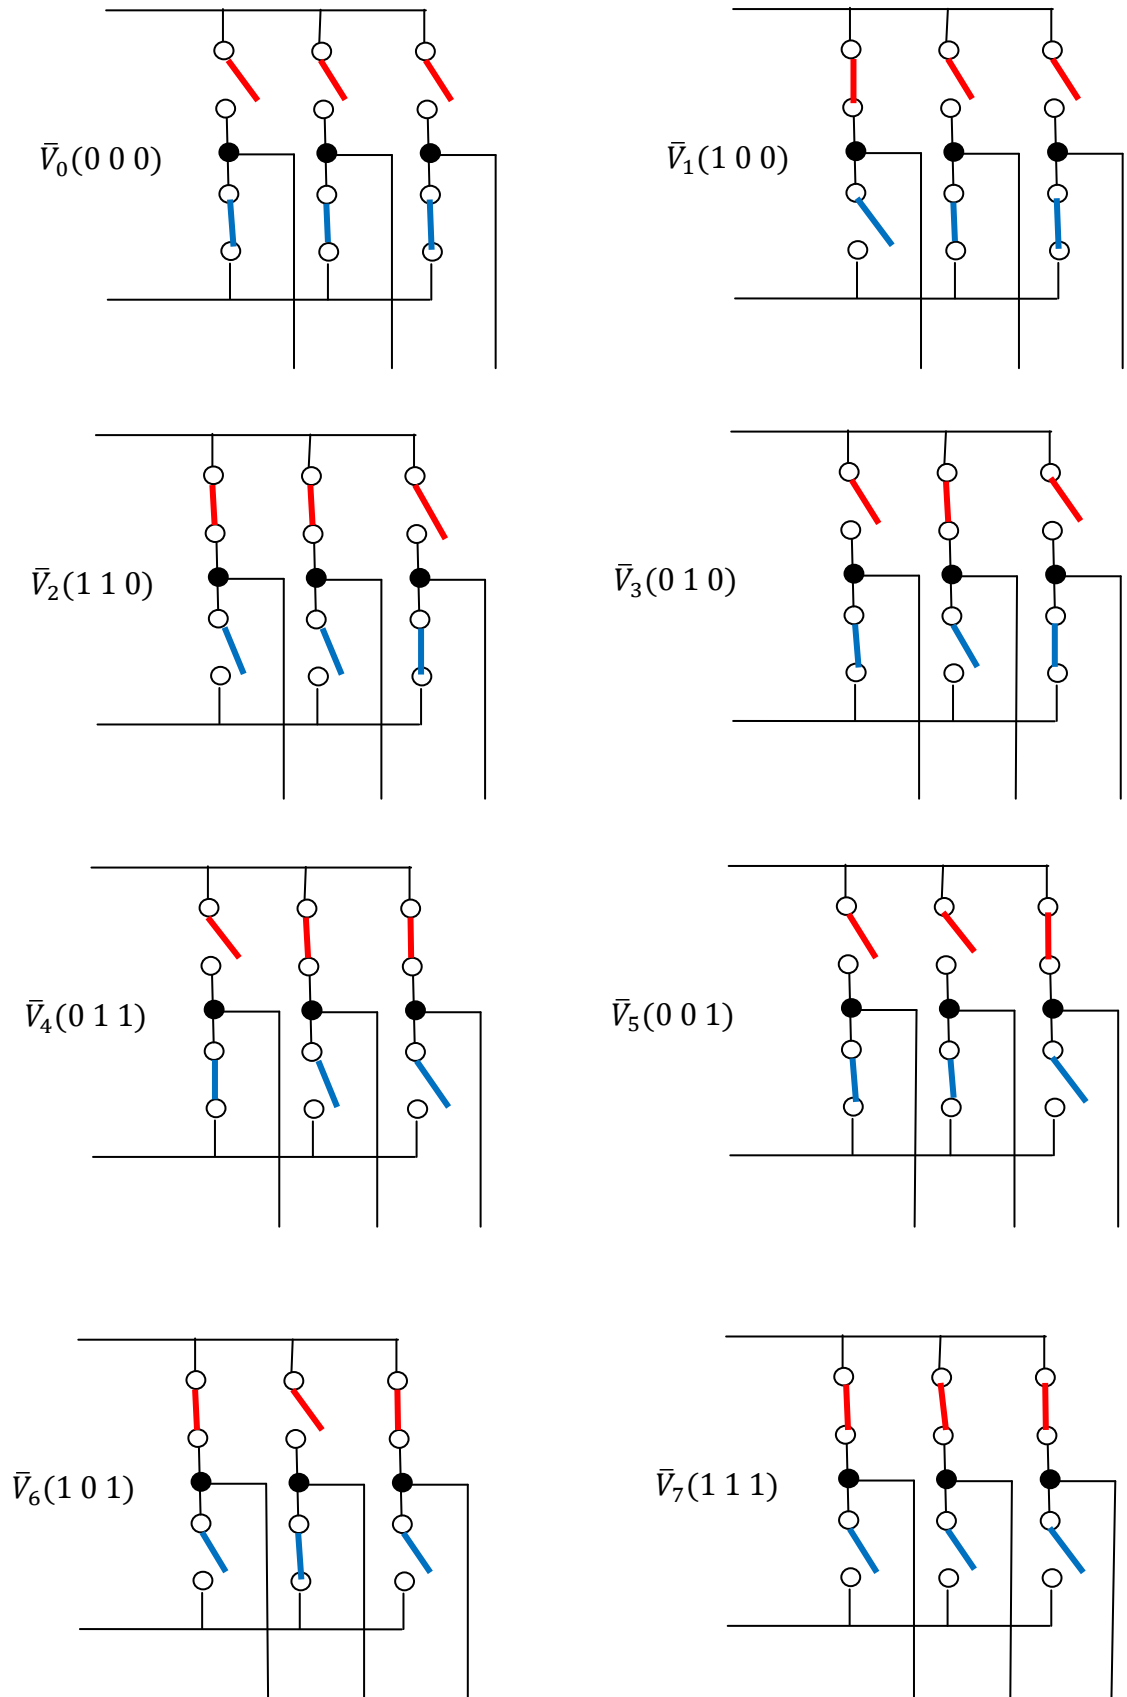 V̄₀(0 0 0)
V̄₁(1 0 0)
V̄₂(1 1 0)
V̄₃(0 1 0)
V̄₄(0 1 1)
V̄₅(0 0 1)
V̄₆(1 0 1)
V̄₇(1 1 1)